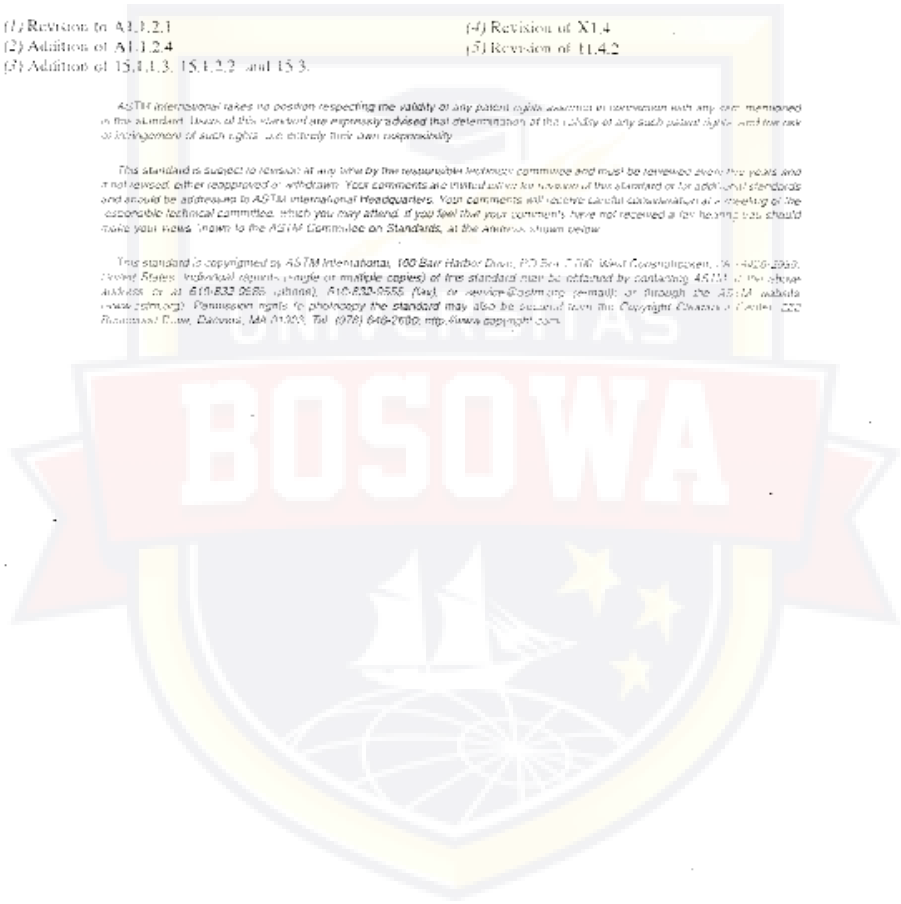 (1) Revision to A1.1.2.1
(2) Addition of A1.1.2.4
(3) Addition of 15.1.1.3, 15.1.2.2 and 15.3.
(4) Revision of X1.4
(5) Revision of 11.4.2
ASTM International takes no position respecting the validity of any patent rights asserted in connection with any item mentioned
in this standard. Users of this standard are expressly advised that determination of the validity of any such patent rights, and the risk
of infringement of such rights, are entirely their own responsibility.
This standard is subject to revision at any time by the responsible technical committee and must be reviewed every five years and
if not revised, either reapproved or withdrawn. Your comments are invited either for revision of this standard or for additional standards
and should be addressed to ASTM International Headquarters. Your comments will receive careful consideration at a meeting of the
responsible technical committee, which you may attend. If you feel that your comments have not received a fair hearing you should
make your views known to the ASTM Committee on Standards, at the address shown below.
This standard is copyrighted by ASTM International, 100 Barr Harbor Drive, PO Box West Conshohocken,
United States. Individual reprints (single or multiple copies) of this standard may be obtained by contacting ASTM at the above
address or at 610-832-9585 (phone), 610-832-9555 (fax), or service@astm.org (e-mail); or through the ASTM website
(www.astm.org). Permission rights to photocopy the standard may also be secured from the Copyright Clearance Center, 222
Rosewood Drive, Danvers, MA 01923, Tel: (978) 646-2600; http://www.copyright.com
UNIVERSITAS
BOSOWA